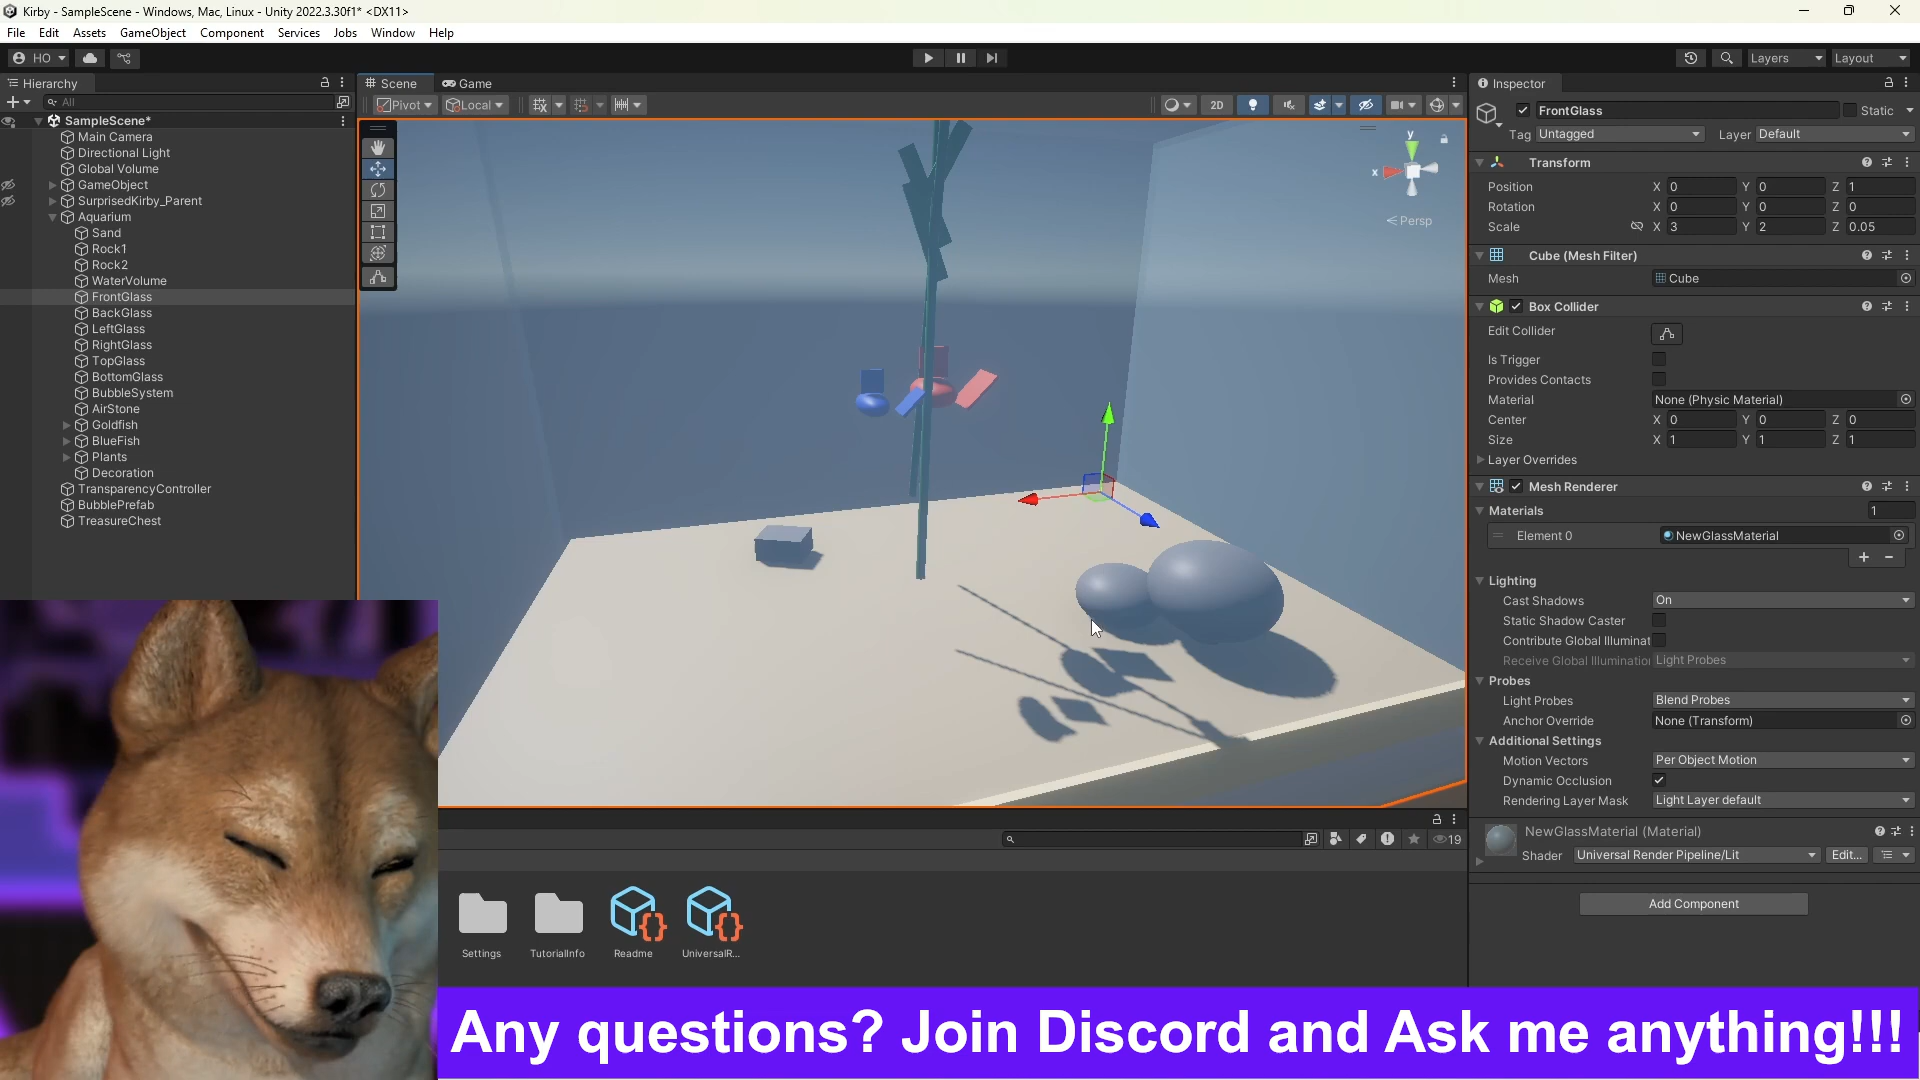 Kirby - SampleScene - Windows, Mac, Linux - Unity 2022.3.30f1* <DX11>
File Edit Assets GameObject Component Services Jobs Window Help
HO
Layers Layout
Hierarchy
All
SampleScene*
Main Camera
Directional Light
Global Volume
GameObject
SurprisedKirby_Parent
Aquarium
Sand
Rock1
Rock2
WaterVolume
FrontGlass
BackGlass
LeftGlass
RightGlass
TopGlass
BottomGlass
BubbleSystem
AirStone
Goldfish
BlueFish
Plants
Decoration
TransparencyController
BubblePrefab
TreasureChest
Scene Game
Pivot Local 2D
y
x
Persp
19
Settings TutorialInfo Readme UniversalR...
Inspector
FrontGlass Static
Tag Untagged Layer Default
Transform
Position X 0 Y 0 Z 1
Rotation X 0 Y 0 Z 0
Scale X 3 Y 2 Z 0.05
Cube (Mesh Filter)
Mesh Cube
Box Collider
Edit Collider
Is Trigger
Provides Contacts
Material None (Physic Material)
Center X 0 Y 0 Z 0
Size X 1 Y 1 Z 1
Layer Overrides
Mesh Renderer
Materials 1
Element 0 NewGlassMaterial
Lighting
Cast Shadows On
Static Shadow Caster
Contribute Global Illuminat
Receive Global Illumination Light Probes
Probes
Light Probes Blend Probes
Anchor Override None (Transform)
Additional Settings
Motion Vectors Per Object Motion
Dynamic Occlusion
Rendering Layer Mask Light Layer default
NewGlassMaterial (Material)
Shader Universal Render Pipeline/Lit Edit...
Add Component
Any questions? Join Discord and Ask me anything!!!